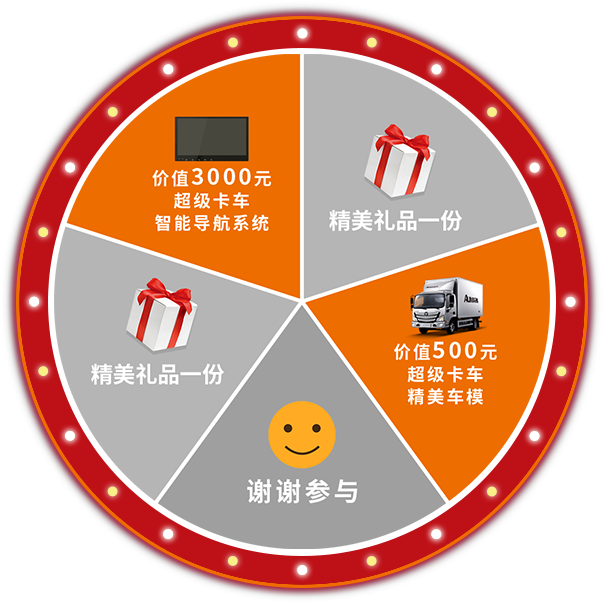 价值3000元
超级卡车
智能导航系统
精美礼品一份
价值500元
超级卡车
精美车模
谢谢参与
精美礼品一份